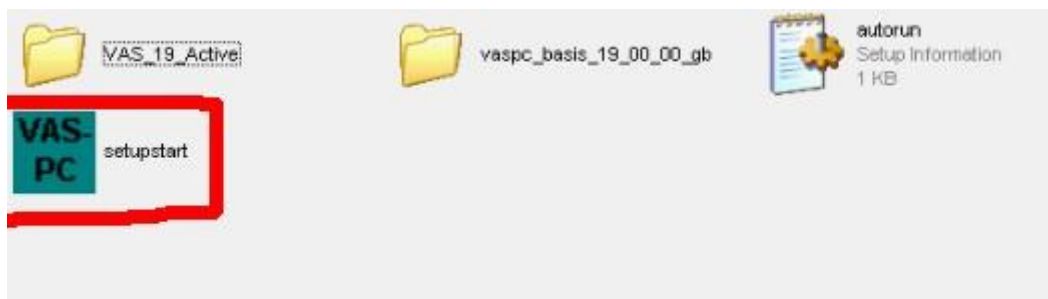 VAS_19_Active
vaspc_basis_19_00_00_gb
autorun
Setup Information
1 KB
VAS-
PC
setupstart